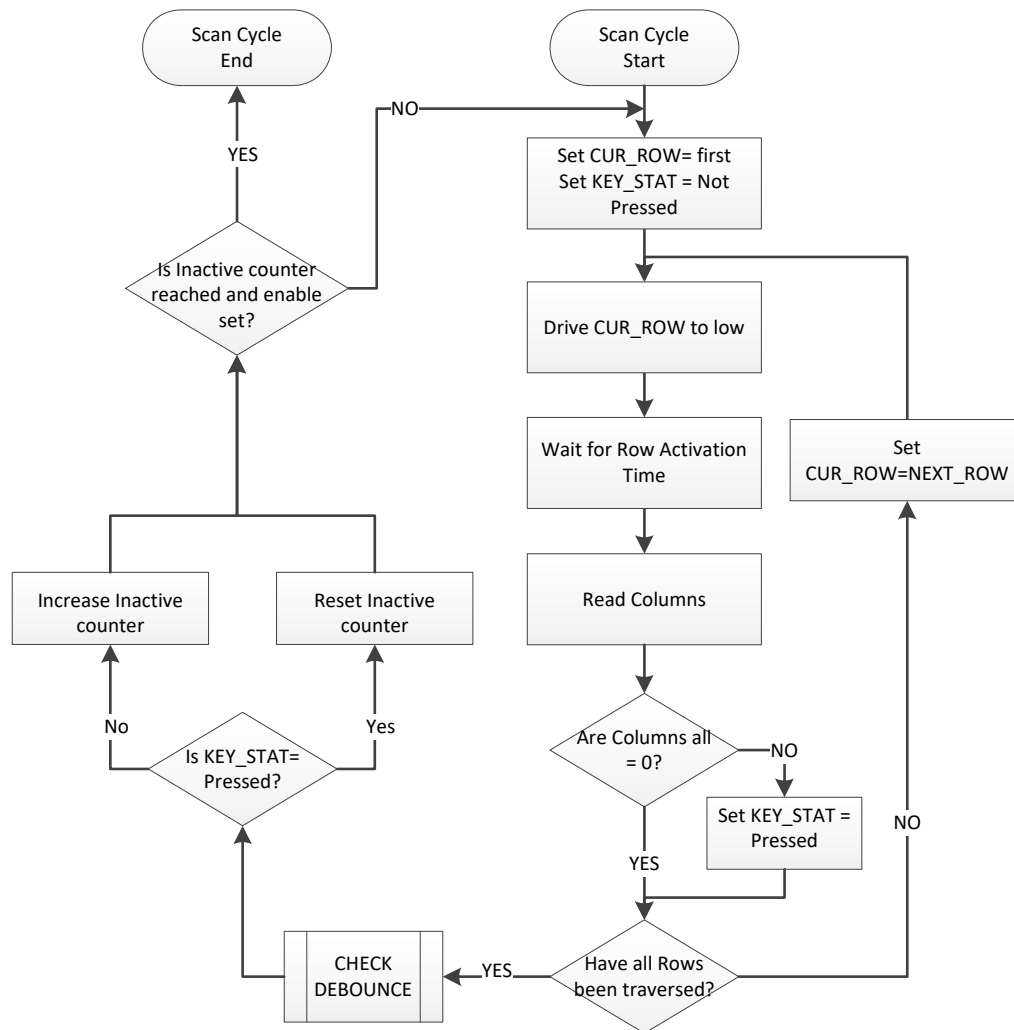 Scan Cycle
End
Scan Cycle
Start
NO
YES
Set CUR_ROW= first
Set KEY_STAT = Not
Pressed
Is Inactive counter
reached and enable
set?
Drive CUR_ROW to low
Wait for Row Activation
Time
Set
CUR_ROW=NEXT_ROW
Increase Inactive
counter
Reset Inactive
counter
Read Columns
No
Yes
Is KEY_STAT=
Pressed?
Are Columns all
= 0?
NO
Set KEY_STAT =
Pressed
NO
YES
CHECK
DEBOUNCE
YES
Have all Rows
been traversed?